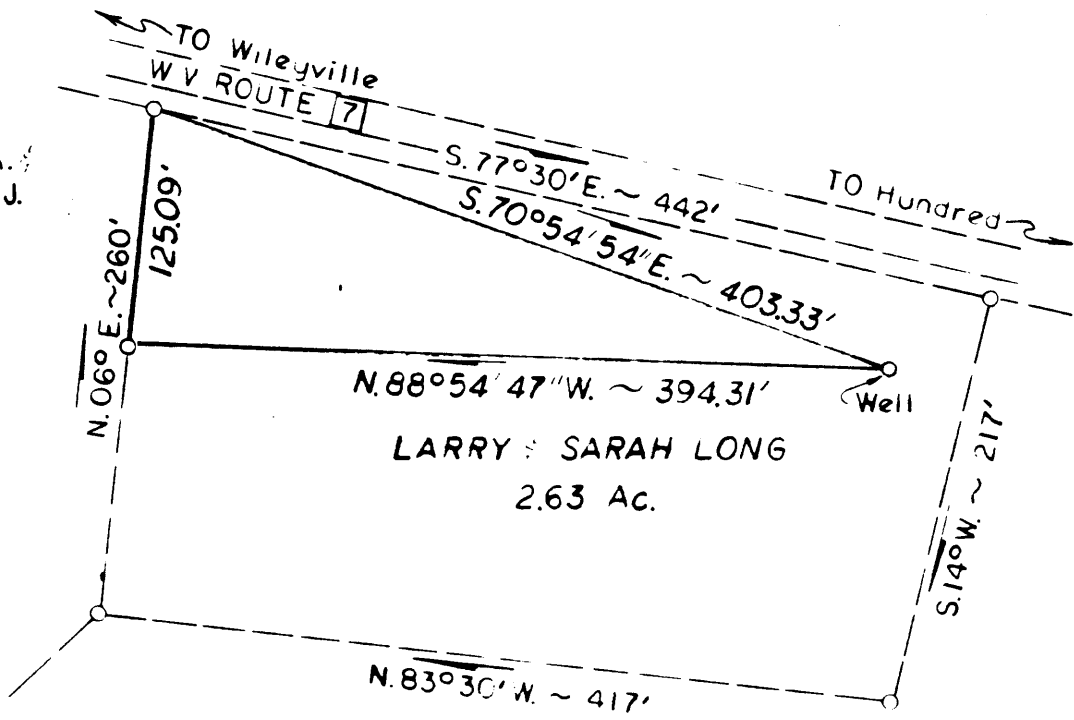 TO Wileyville
WV ROUTE 7
J.
S. 77°30' E. ~ 442'
TO Hundred
S. 70°54'54" E. ~ 403.33'
125.09'
N. 06° E. ~ 260'
N. 88°54'47" W. ~ 394.31'
Well
LARRY & SARAH LONG
2.63 Ac.
S. 14° W. ~ 217'
N. 83°30' W. ~ 417'